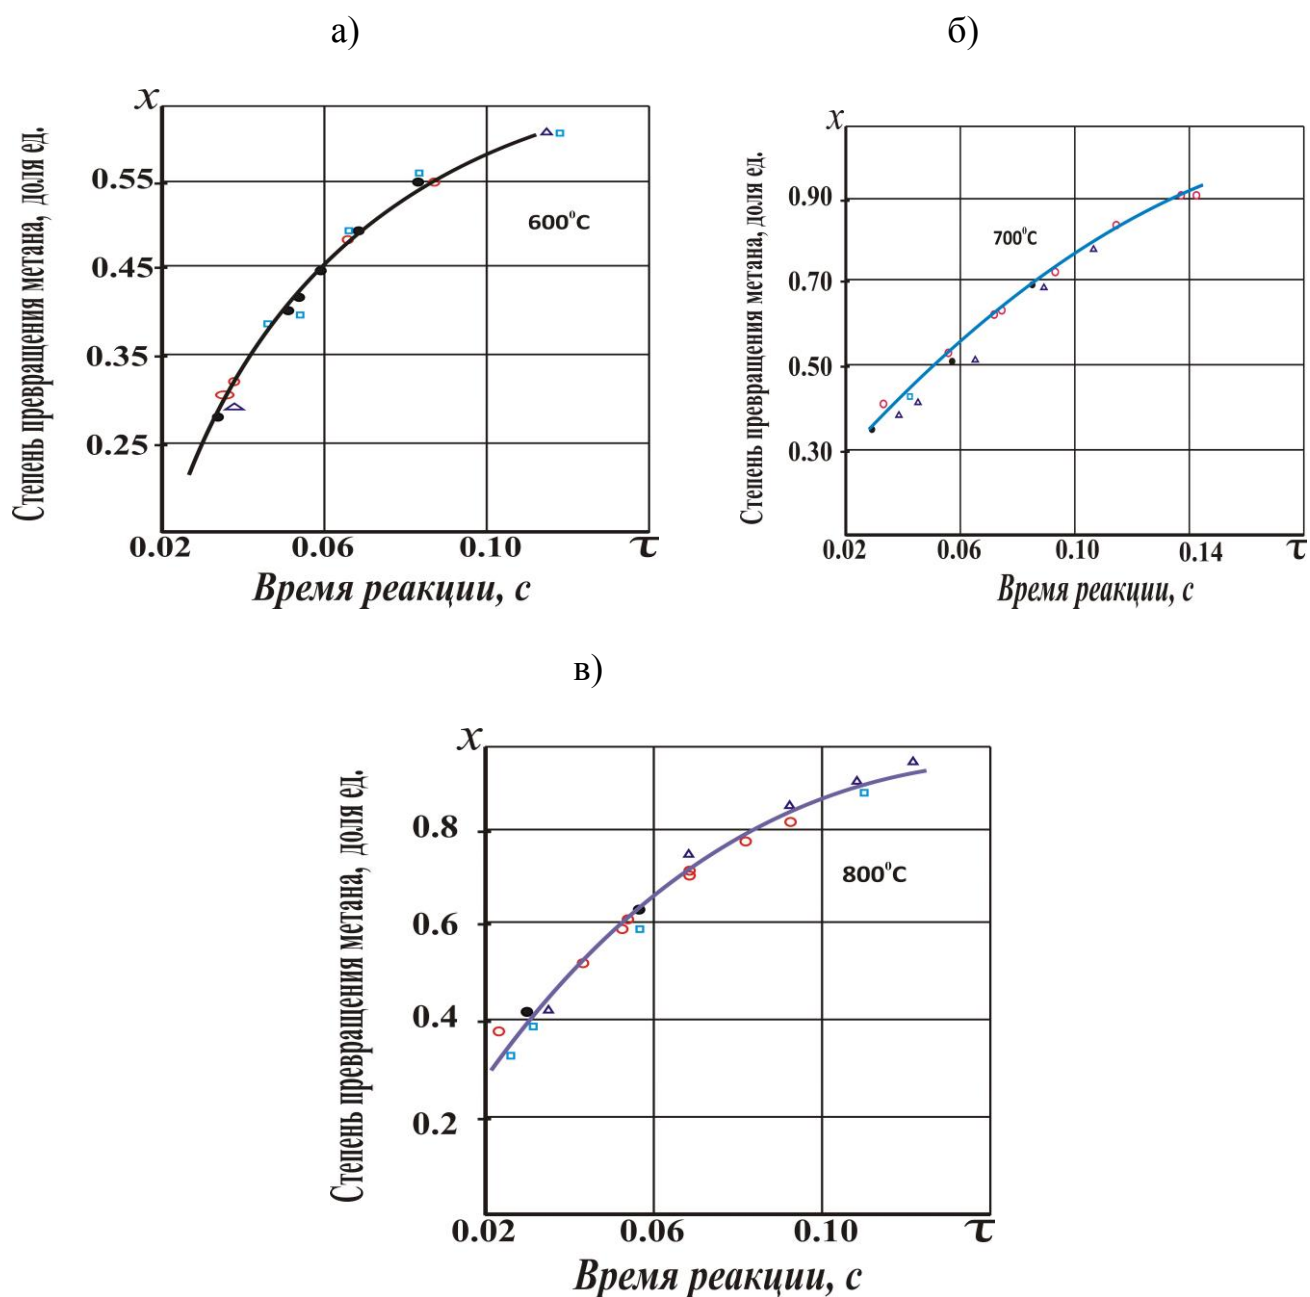 а)
x
Степень превращения метана, доля ед.
0.55
0.45
0.35
0.25
600⁰C
0.02 0.06 0.10 τ
Время реакции, с
б)
x
Степень превращения метана, доля ед.
0.90
0.70
0.50
0.30
700⁰C
0.02 0.06 0.10 0.14 τ
Время реакции, с
в)
x
Степень превращения метана, доля ед.
0.8
0.6
0.4
0.2
800⁰C
0.02 0.06 0.10 τ
Время реакции, с